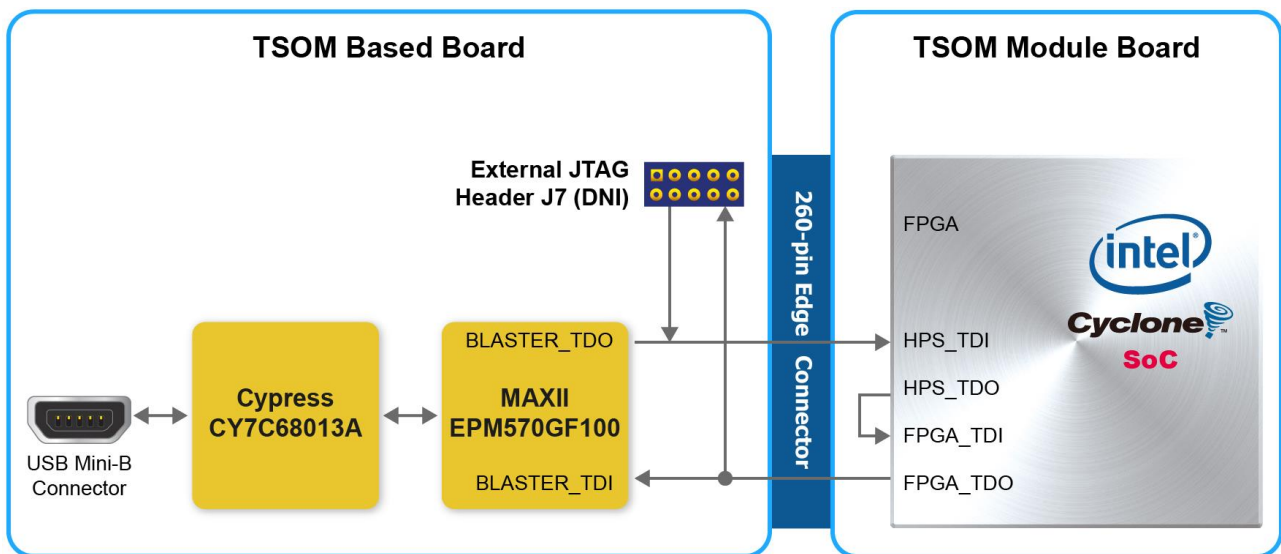 TSOM Based Board
TSOM Module Board
External JTAG
Header J7 (DNI)
260-pin Edge Connector
FPGA
intel
Cyclone
TM
SoC
BLASTER_TDO
HPS_TDI
HPS_TDO
Cypress
CY7C68013A
MAXII
EPM570GF100
FPGA_TDI
USB Mini-B
Connector
BLASTER_TDI
FPGA_TDO